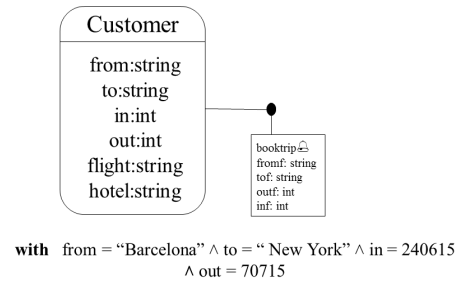 Customer
from:string
to:string
in:int
out:int
flight:string
hotel:string
booktrip
fromf: string
tof: string
outf: int
inf: int
with from = “Barcelona” ^ to = “ New York” ^ in = 240615
^ out = 70715